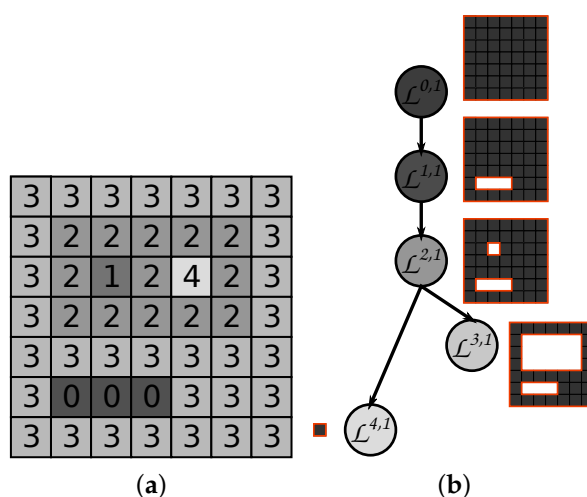 3 3 3 3 3 3 3
3 2 2 2 2 2 3
3 2 1 2 4 2 3
3 2 2 2 2 2 3
3 3 3 3 3 3 3
3 0 0 0 3 3 3
3 3 3 3 3 3 3
(a)
ℒ^{0,1}
ℒ^{1,1}
ℒ^{2,1}
ℒ^{3,1}
ℒ^{4,1}
(b)